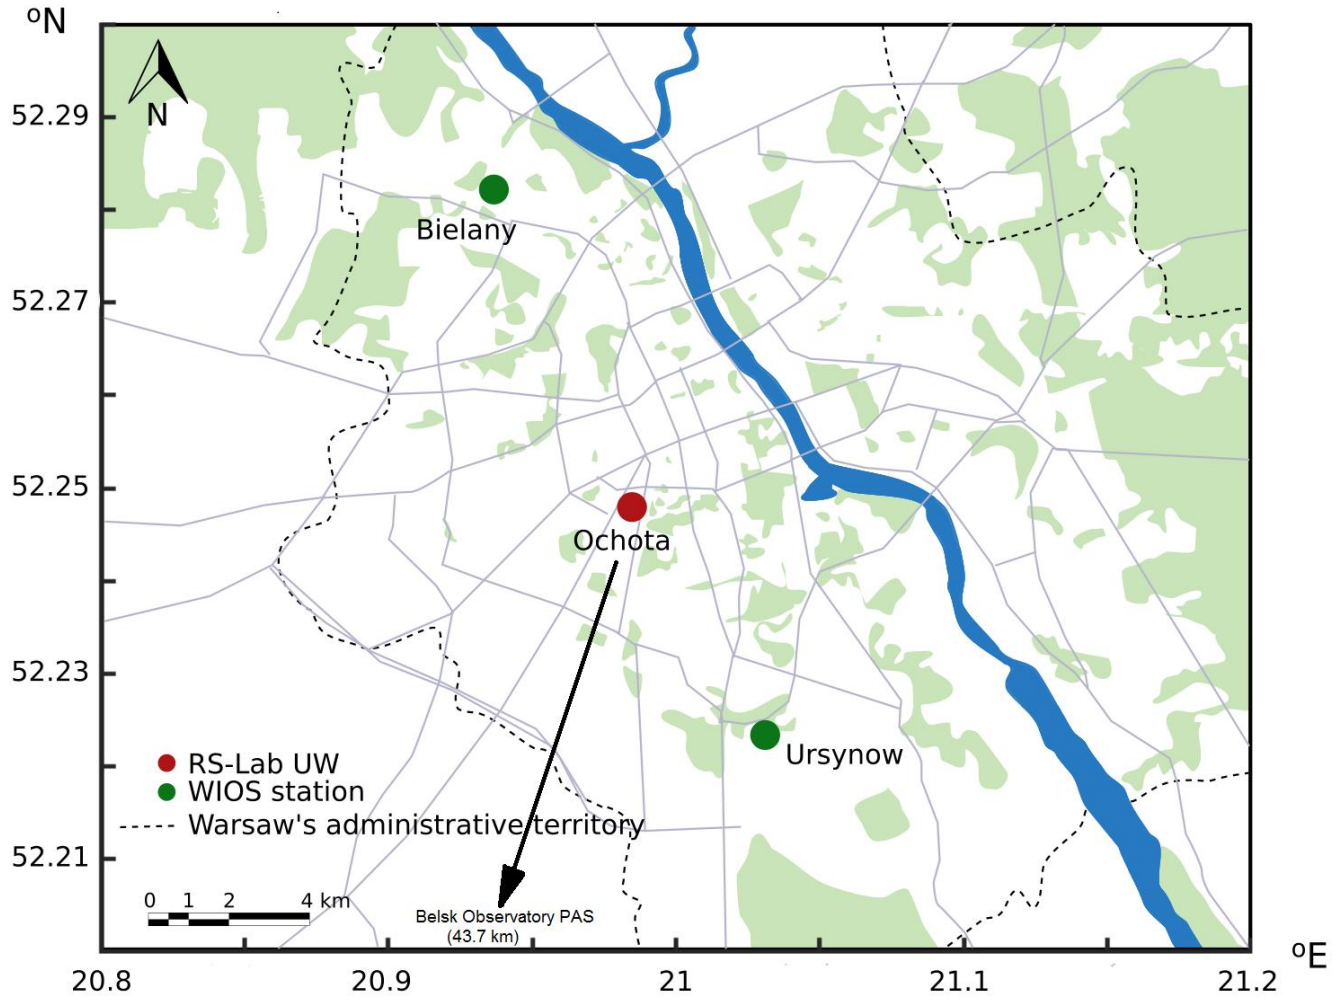 ºN
N
52.29
52.27
52.25
52.23
52.21
Bielany
Ochota
Ursynow
RS-Lab UW
WIOS station
Warsaw's administrative territory
0 1 2 4 km
Belsk Observatory PAS
(43.7 km)
20.8 20.9 21 21.1 21.2
ºE